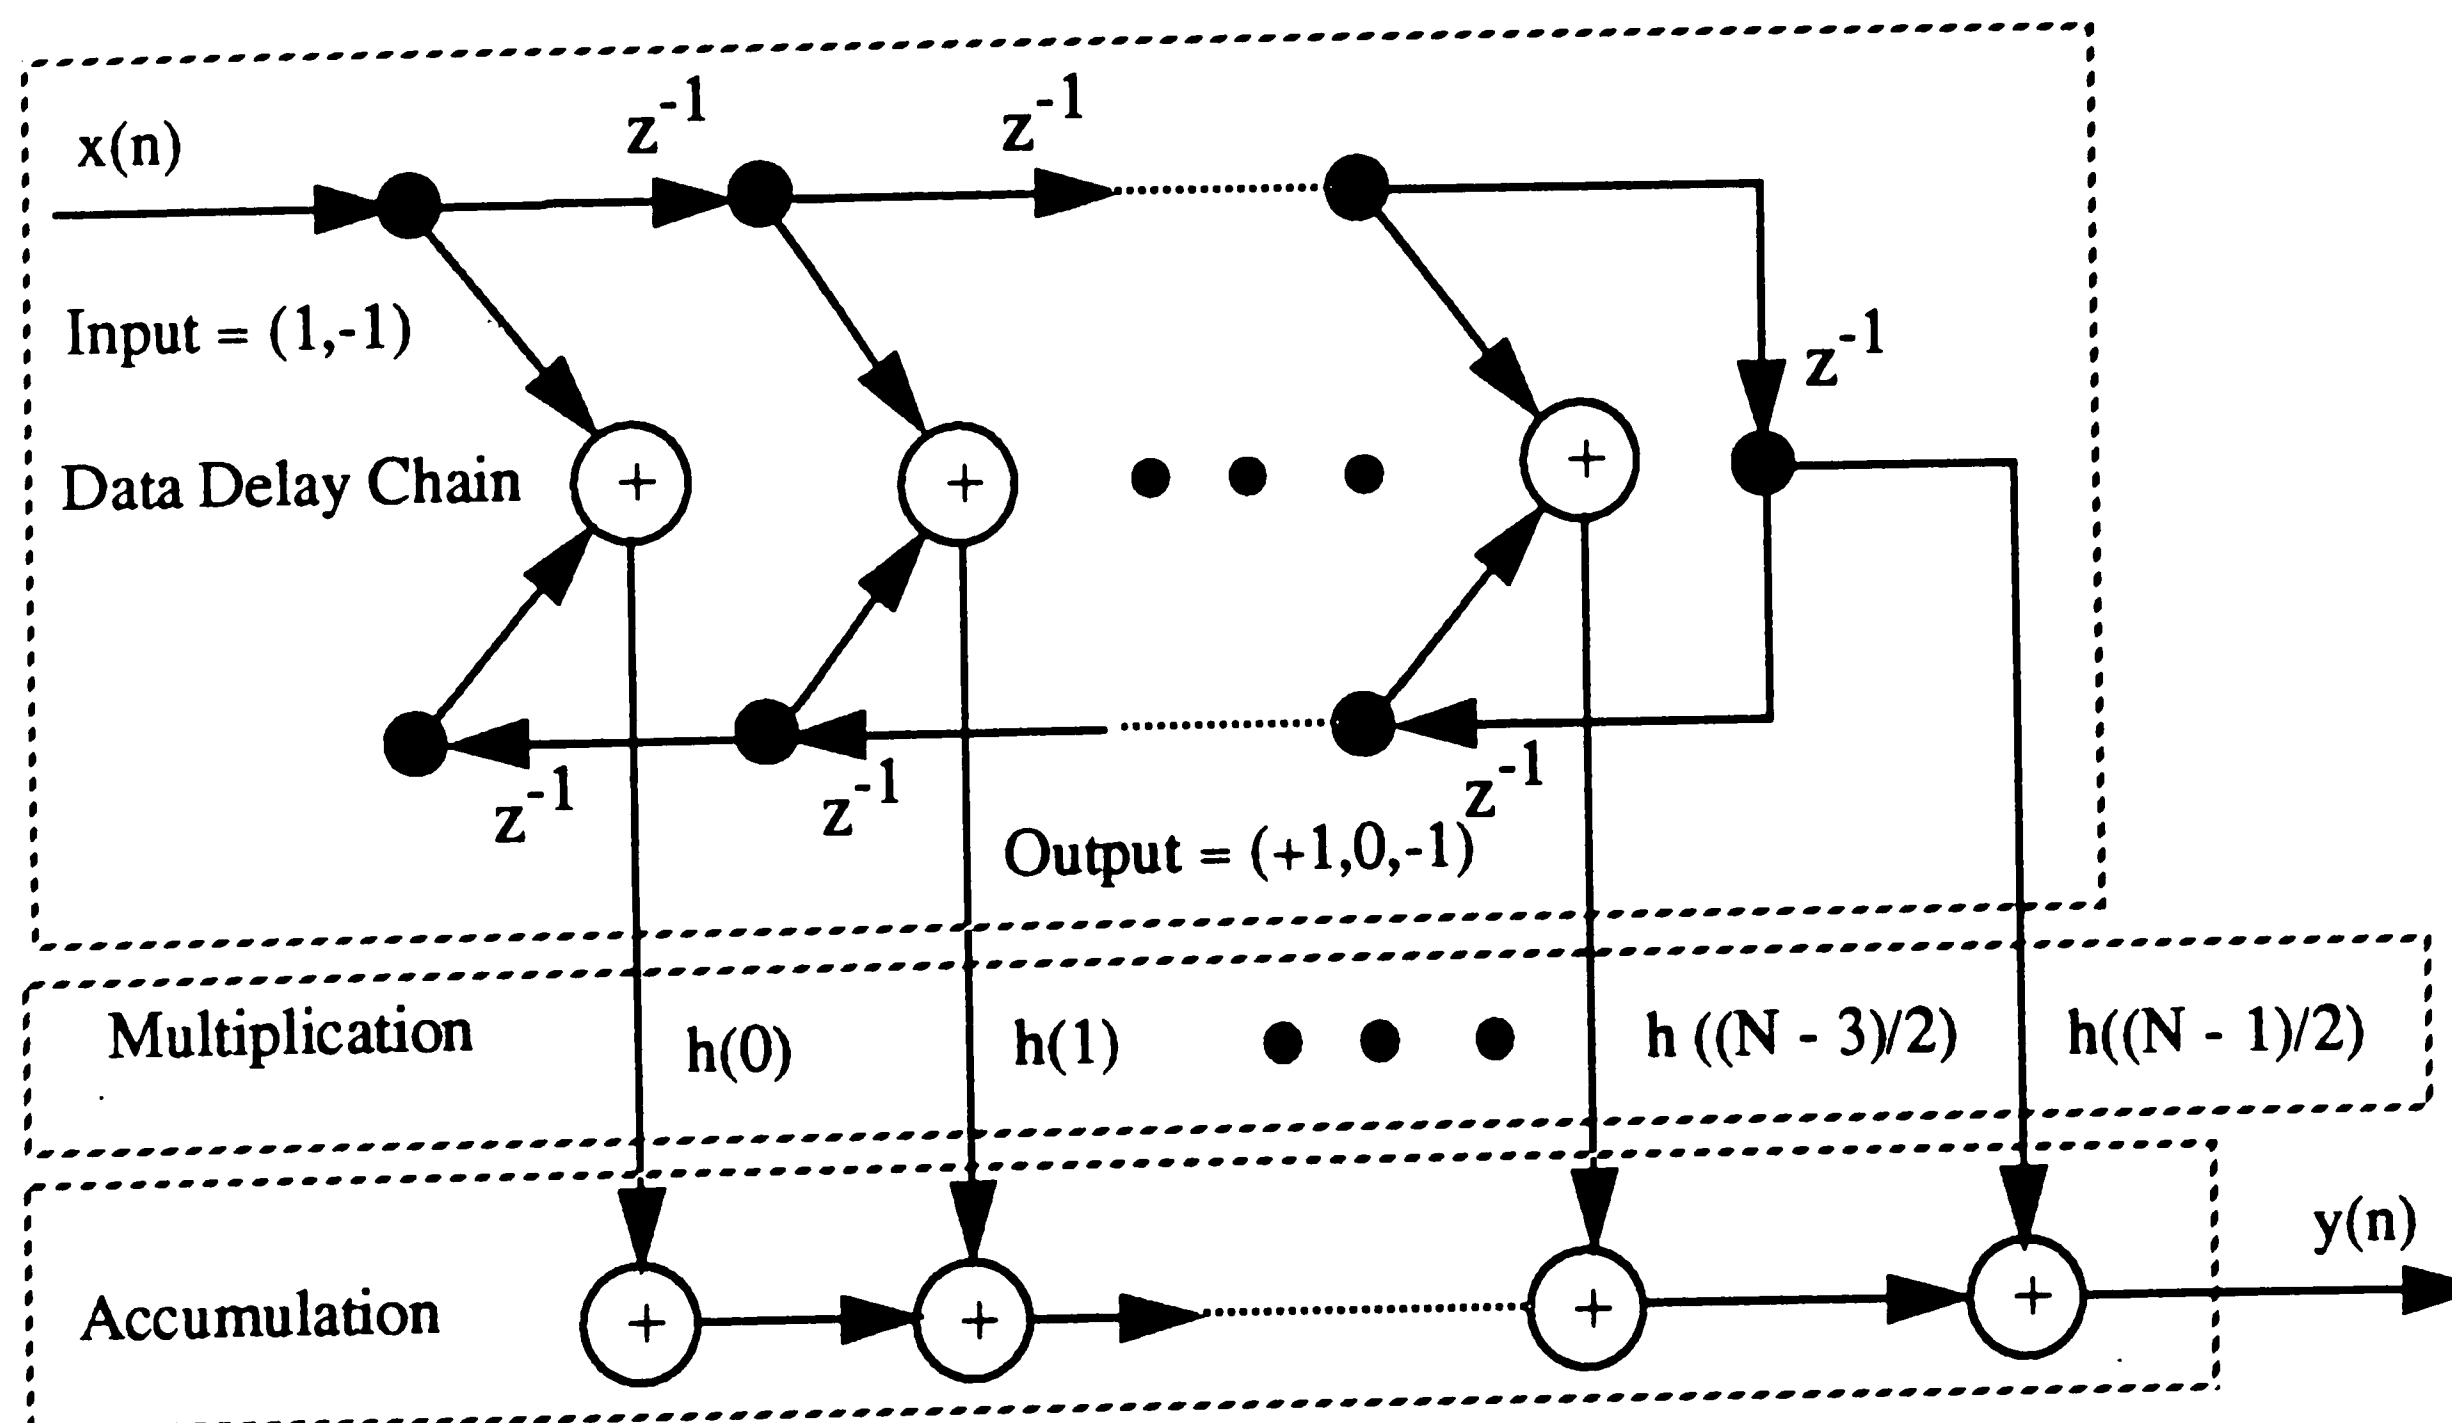 z⁻¹
z⁻¹
x(n)
Input = (1,-1)
z⁻¹
Data Delay Chain
+
+
+
z⁻¹
z⁻¹
z⁻¹
Output = (+1,0,-1)
Multiplication
h(0)
h(1)
h ((N - 3)/2)
h((N - 1)/2)
y(n)
Accumulation
+
+
+
+